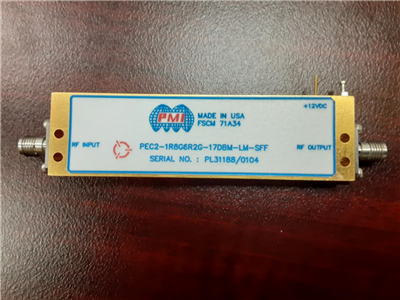 PMI
MADE IN USA
FSCM 71A34
+12VDC
RF INPUT
PEC2-1R8G6R2G-17DBM-LM-SFF
RF OUTPUT
SERIAL NO. : PL31188/0104